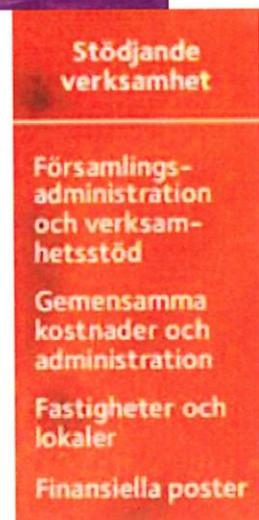 Stödjande
verksamhet
Församlings-
administration
och verksam-
hetsstöd
Gemensamma
kostnader och
administration
Fastigheter och
lokaler
Finansiella poster